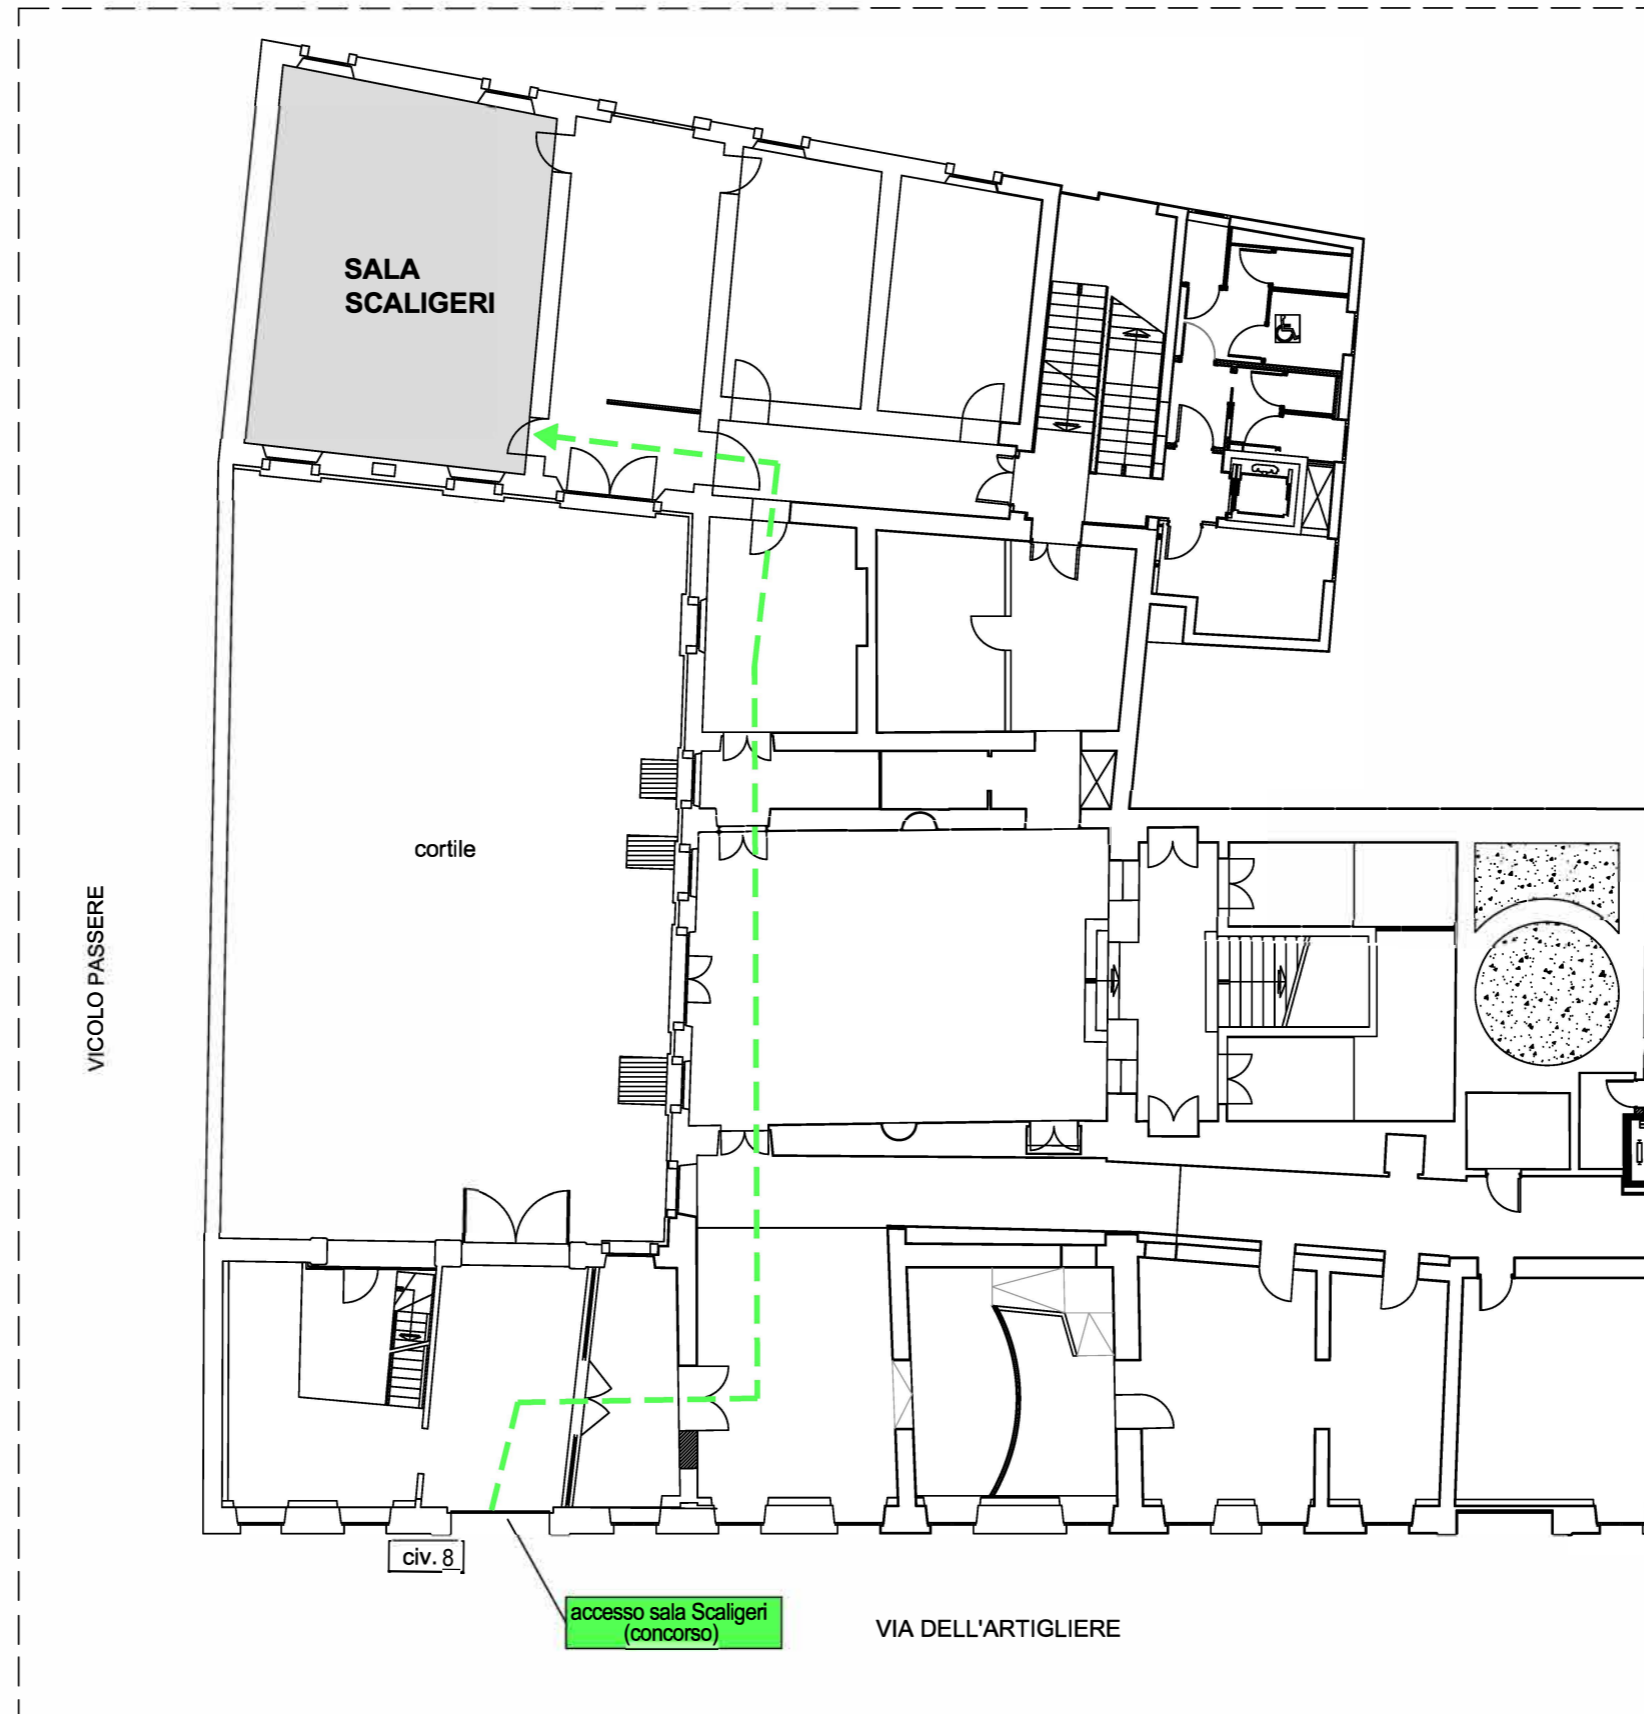 SALA
SCALIGERI
cortile
VICOLO PASSERE
civ. 8
accesso sala Scaligeri
(concorso)
VIA DELL'ARTIGLIERE